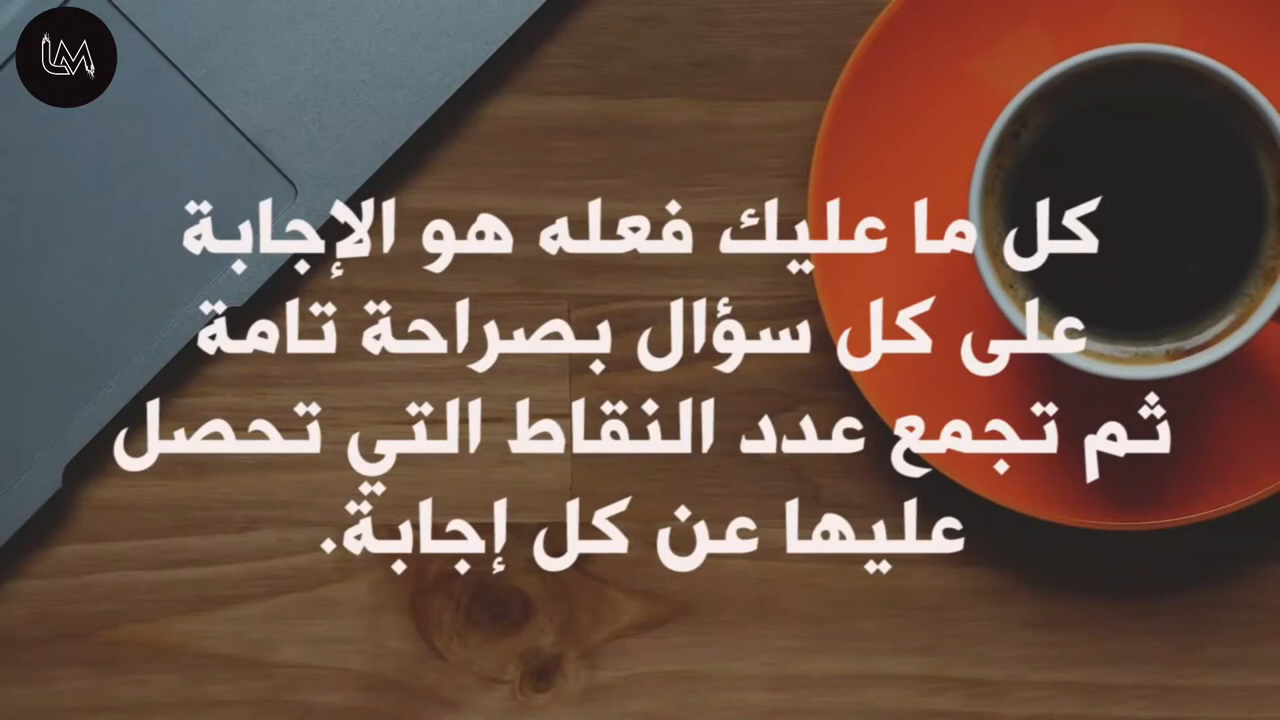 LM
كل ما عليك فعله هو الإجابة
على كل سؤال بصراحة تامة
ثم تجمع عدد النقاط التي تحصل
عليها عن كل إجابة.